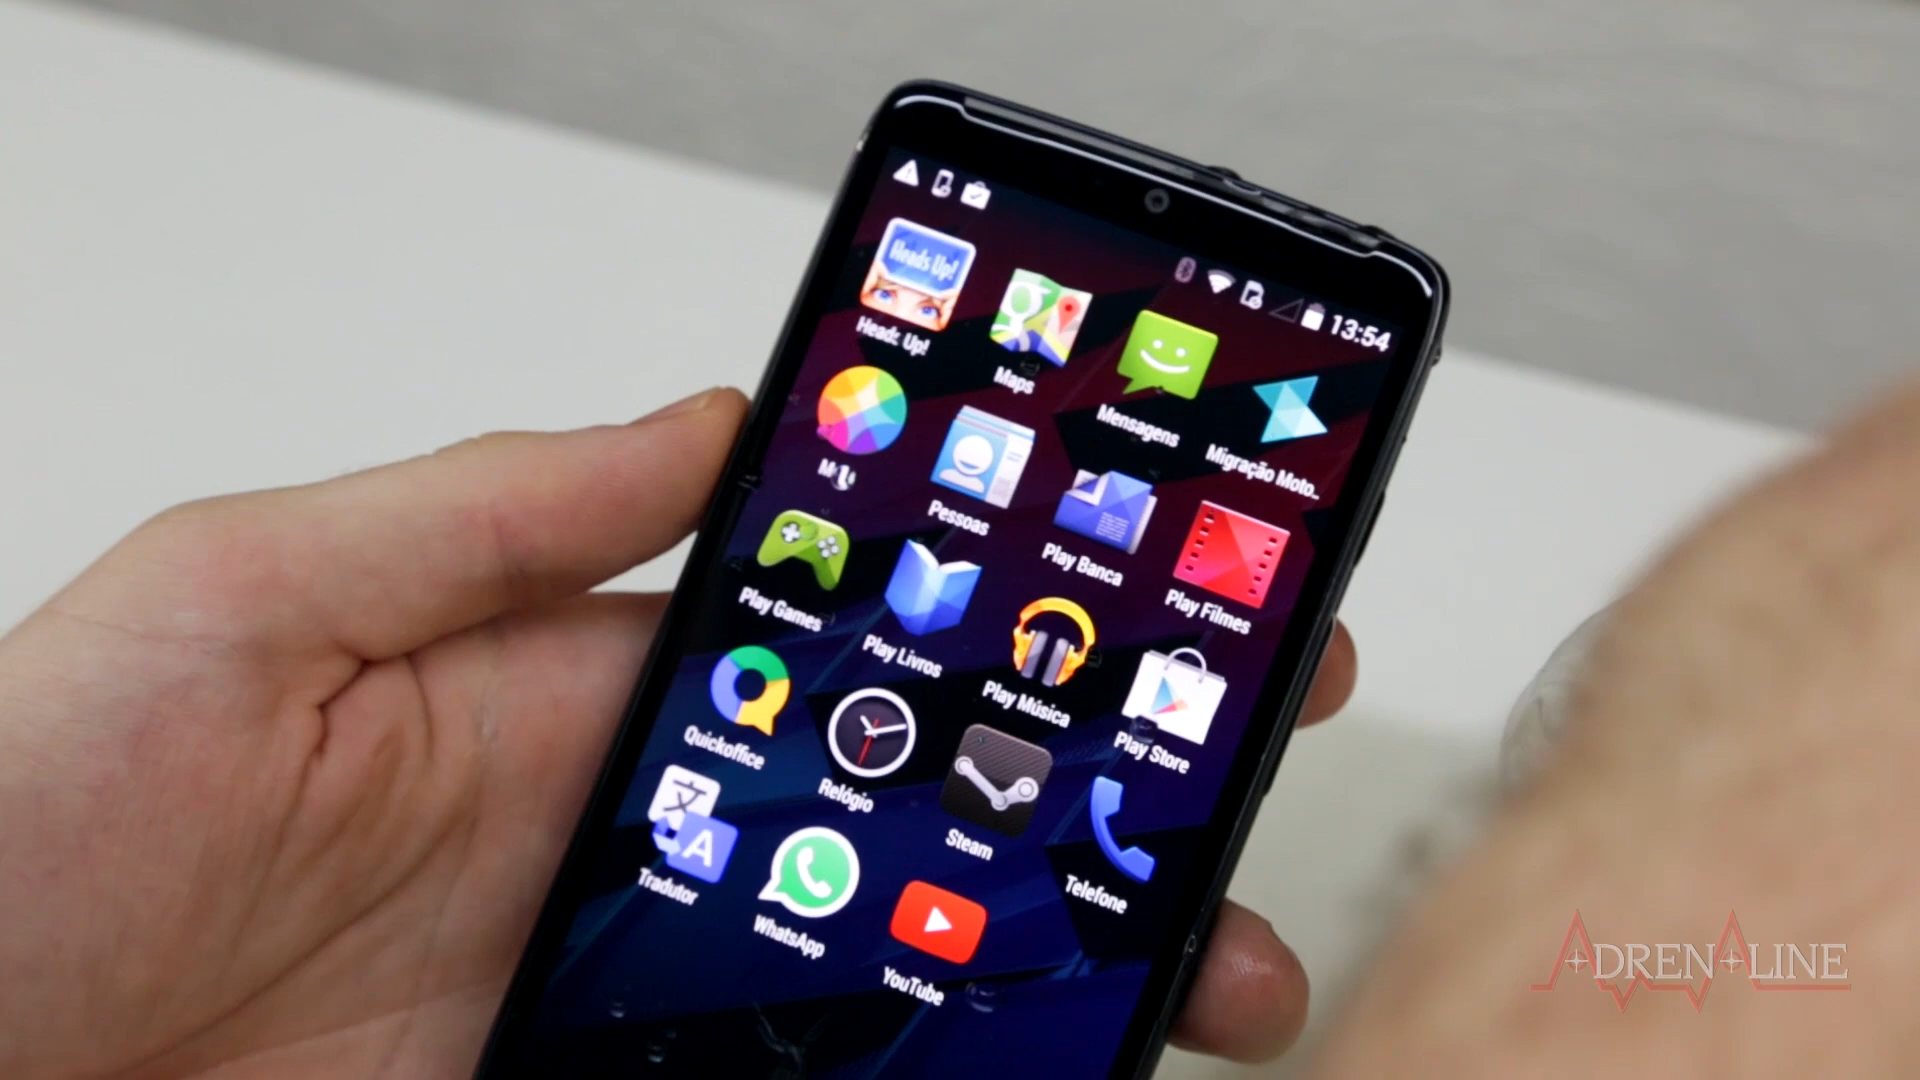 13:54
Heads Up!
Heads Up!
Maps
Mensagens
Migração Moto...
Pessoas
Play Banca
Play Filmes
Play Games
Play Livros
Play Música
Play Store
Quickoffice
Relógio
Steam
Telefone
文
A
Tradutor
WhatsApp
YouTube
ADRENALINE